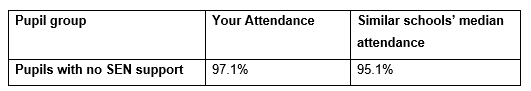 Pupil group Your Attendance Similar schools' median
attendance
Pupils with no SEN support 97.1% 95.1%